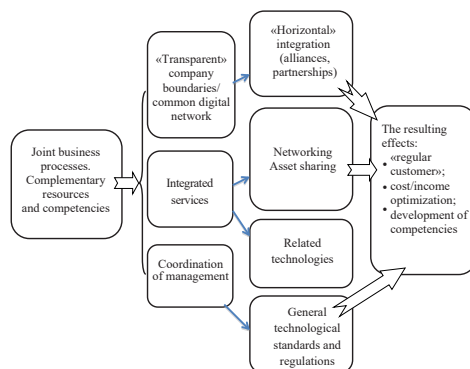 Joint business
processes.
Complementary
resources
and competencies
«Transparent»
company
boundaries/
common digital
network
Integrated
services
Coordination
of management
«Horizontal»
integration
(alliances,
partnerships)
Networking
Asset sharing
Related
technologies
General
technological
standards and
regulations
The resulting
effects:
• «regular
customer»;
• cost/income
optimization;
• development of
competencies